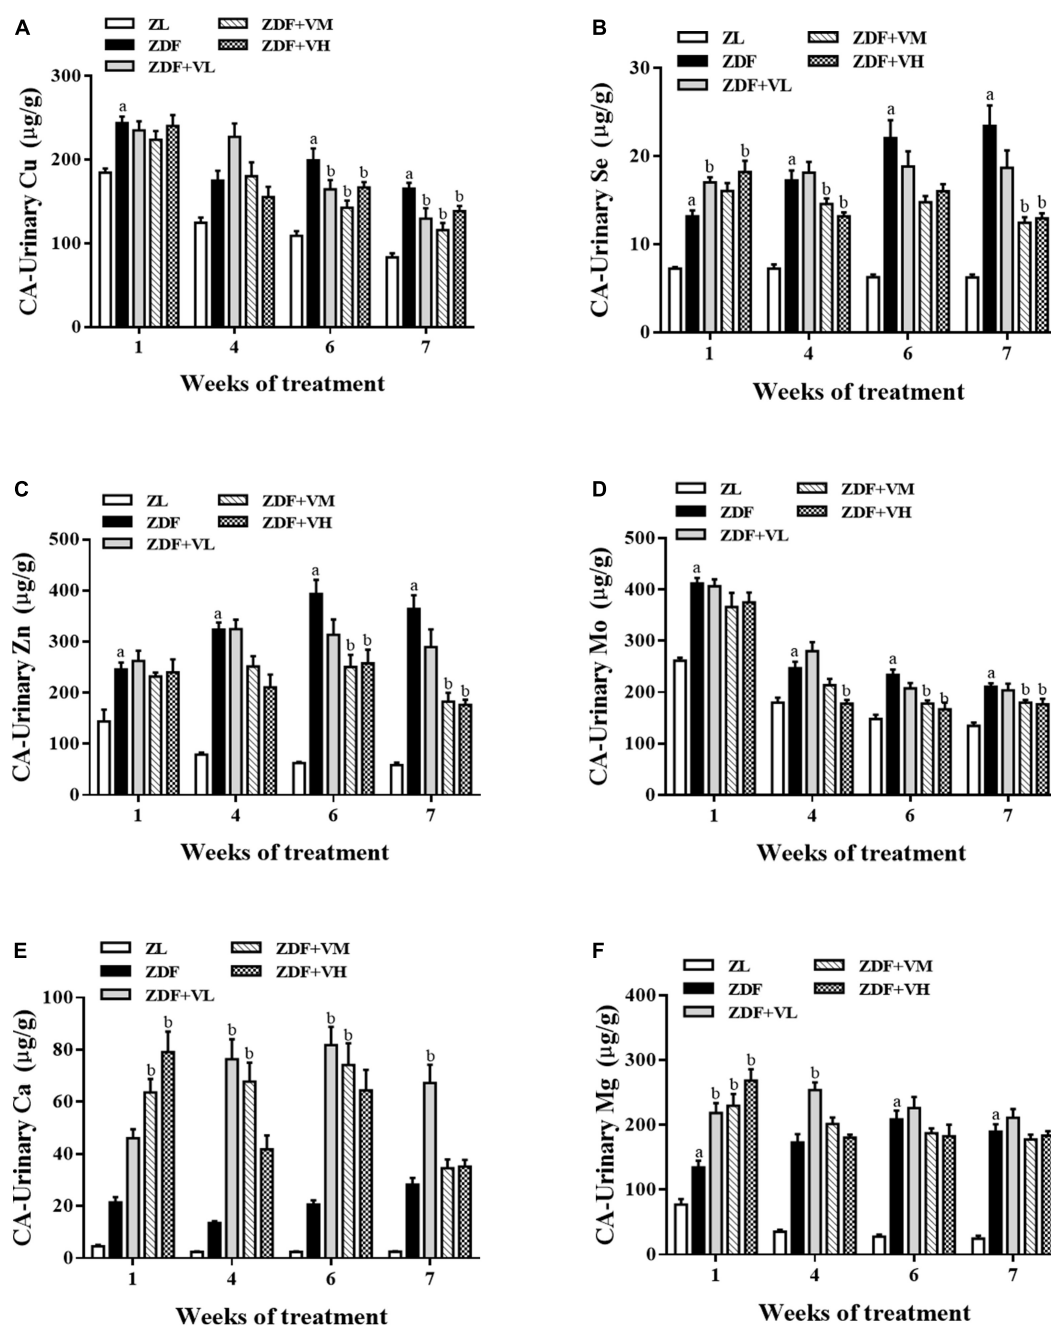 A
ZL
ZDF
ZDF+VL
ZDF+VM
ZDF+VH
CA-Urinary Cu (µg/g)
300
200
100
0
a
a
b
b
b
a
b
b
b
1 4 6 7
Weeks of treatment
B
ZL
ZDF
ZDF+VL
ZDF+VM
ZDF+VH
CA-Urinary Se (µg/g)
30
20
10
0
a
b
b
a
b
b
a
a
b
b
1 4 6 7
Weeks of treatment
C
ZL
ZDF
ZDF+VL
ZDF+VM
ZDF+VH
CA-Urinary Zn (µg/g)
500
400
300
200
100
0
a
a
a
b
b
a
b
b
1 4 6 7
Weeks of treatment
D
ZL
ZDF
ZDF+VL
ZDF+VM
ZDF+VH
CA-Urinary Mo (µg/g)
500
400
300
200
100
0
a
a
b
a
b
b
a
b
b
1 4 6 7
Weeks of treatment
E
ZL
ZDF
ZDF+VL
ZDF+VM
ZDF+VH
CA-Urinary Ca (µg/g)
100
80
60
40
20
0
b
b
b
b
b
b
b
1 4 6 7
Weeks of treatment
F
ZL
ZDF
ZDF+VL
ZDF+VM
ZDF+VH
CA-Urinary Mg (µg/g)
400
300
200
100
0
a
b
b
b
b
a
a
1 4 6 7
Weeks of treatment